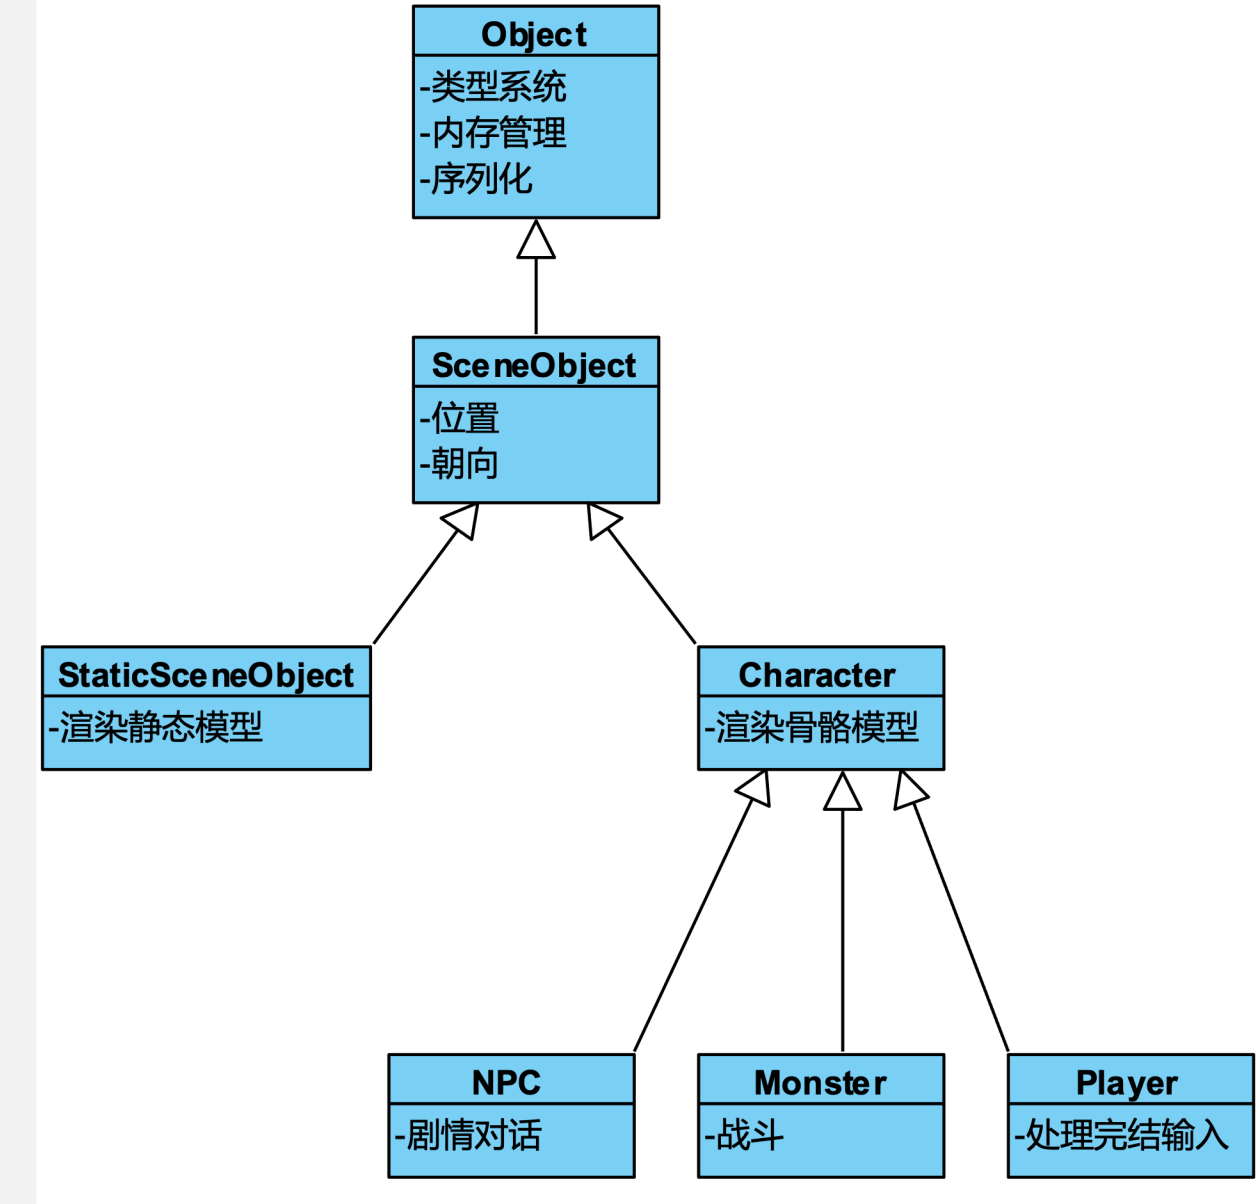 Object
-类型系统
-内存管理
-序列化
SceneObject
-位置
-朝向
StaticSceneObject
-渲染静态模型
Character
-渲染骨骼模型
NPC
-剧情对话
Monster
-战斗
Player
-处理完结输入